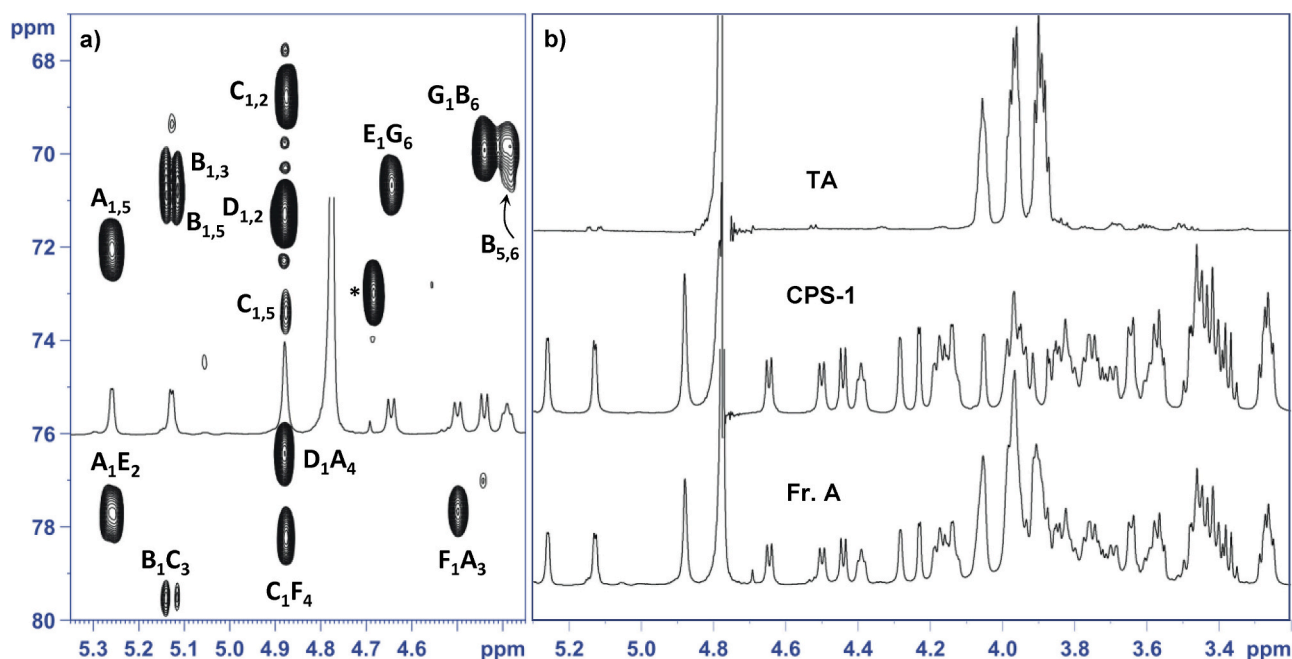 ppm
a)
68
70
72
74
76
78
80
C1,2
G1B6
E1G6
B1,3
A1,5
D1,2
B1,5
B5,6
*
C1,5
A1E2
D1A4
F1A3
B1C3
C1F4
5.3 5.2 5.1 5.0 4.9 4.8 4.7 4.6 ppm
b)
TA
CPS-1
Fr. A
5.2 5.0 4.8 4.6 4.4 4.2 4.0 3.8 3.6 3.4 ppm